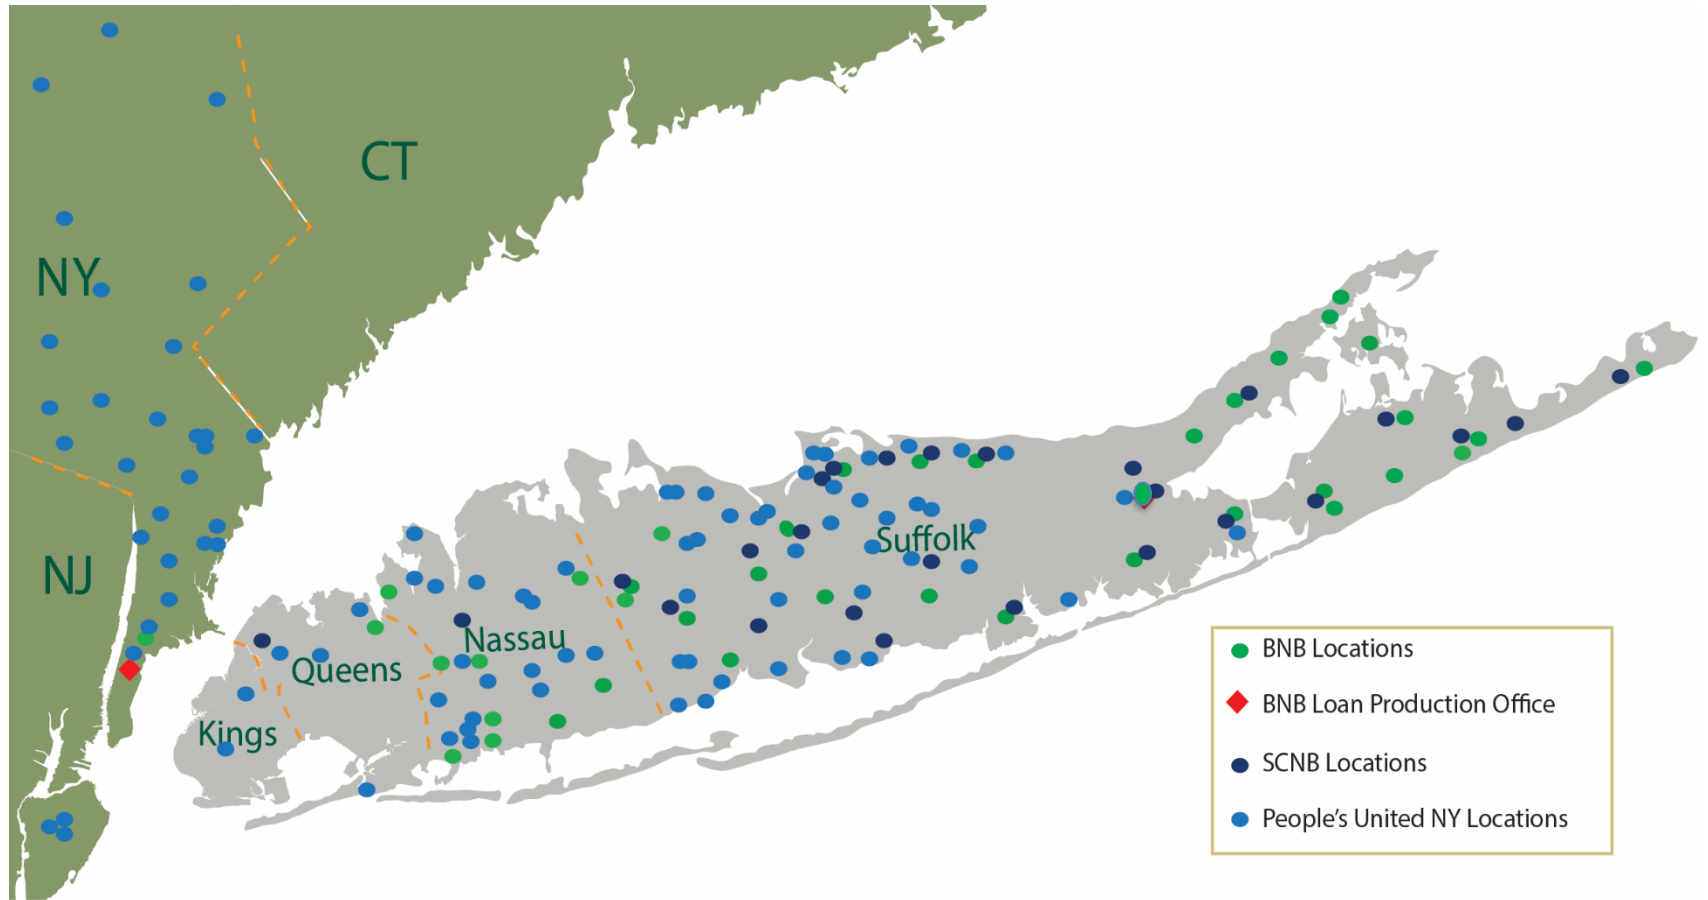 CT
NY
NJ
Suffolk
Nassau
Queens
Kings
BNB Locations
BNB Loan Production Office
SCNB Locations
People's United NY Locations